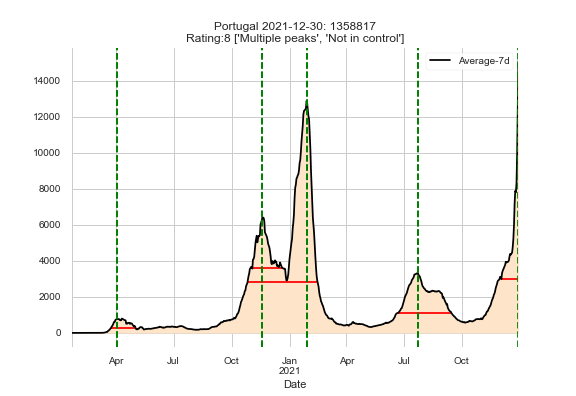 Portugal 2021-12-30: 1358817
Rating:8 ['Multiple peaks', 'Not in control']
Average-7d
14000
12000
10000
8000
6000
4000
2000
0
Apr Jul Oct Jan Apr Jul Oct
2021
Date